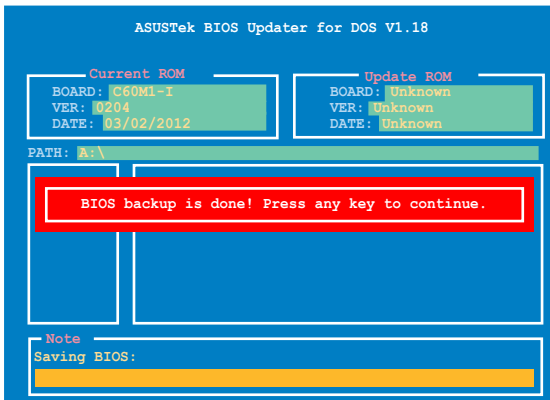 ASUSTek BIOS Updater for DOS V1.18
Current ROM
BOARD: C60M1-I
VER: 0204
DATE: 03/02/2012
Update ROM
BOARD: Unknown
VER: Unknown
DATE: Unknown
PATH: A:\
BIOS backup is done! Press any key to continue.
Note
Saving BIOS: